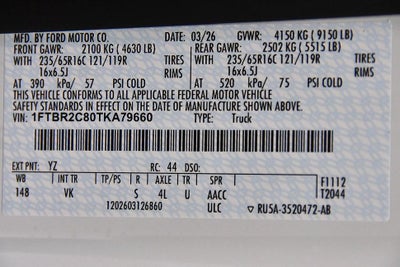 MFD. BY FORD MOTOR CO. 03/26 GVWR: 4150 KG ( 9150 LB)
FRONT GAWR: 2100 KG ( 4630 LB) REAR GAWR: 2502 KG ( 5515 LB)
WITH 235/65R16C 121/119R TIRES WITH 235/65R16C 121/119R TIRES
16x6.5J RIMS 16x6.5J RIMS
AT 390 kPa/ 57 PSI COLD AT 520 kPa/ 75 PSI COLD
THIS VEHICLE CONFORMS TO ALL APPLICABLE FEDERAL MOTOR VEHICLE
SAFETY STANDARDS IN EFFECT ON THE DATE OF MANUFACTURE SHOWN ABOVE.
VIN: 1FTBR2C80TKA79660 TYPE: Truck
EXT PNT: YZ RC: 44 DSO:
WB INT TR TP/PS R AXLE TR SPR F1112
148 VK S 4L U AACC T2044
1202603126860 ULC RU5A-3520472-AB